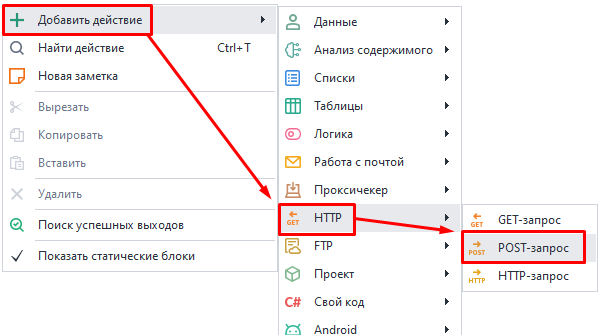 Добавить действие
Найти действие Ctrl+T
Новая заметка
Вырезать
Копировать
Вставить
Удалить
Поиск успешных выходов
Показать статические блоки
Данные
Анализ содержимого
Списки
Таблицы
Логика
Работа с почтой
Проксичекер
GET HTTP
FTP
Проект
C# Свой код
Android
GET GET-запрос
POST POST-запрос
HTTP HTTP-запрос